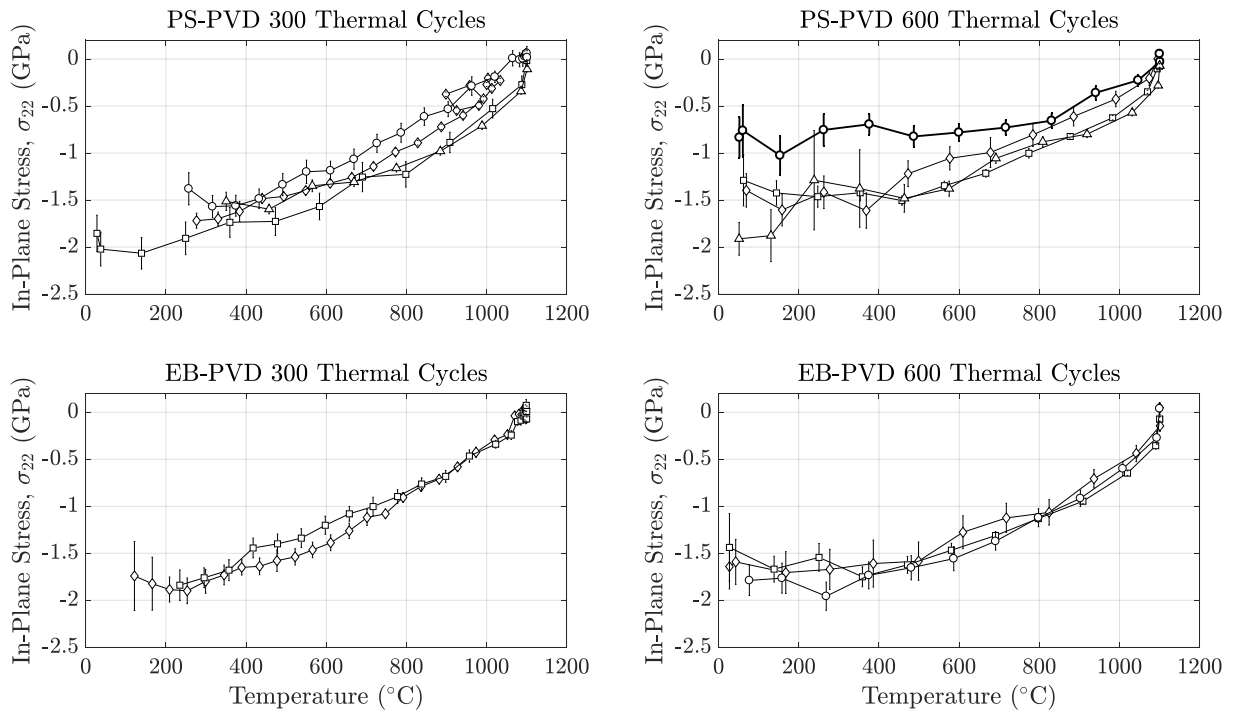 PS-PVD 300 Thermal Cycles
In-Plane Stress, σ22 (GPa)
0
-0.5
-1
-1.5
-2
-2.5
0 200 400 600 800 1000 1200
PS-PVD 600 Thermal Cycles
In-Plane Stress, σ22 (GPa)
0
-0.5
-1
-1.5
-2
-2.5
0 200 400 600 800 1000 1200
EB-PVD 300 Thermal Cycles
In-Plane Stress, σ22 (GPa)
0
-0.5
-1
-1.5
-2
-2.5
0 200 400 600 800 1000 1200
Temperature (°C)
EB-PVD 600 Thermal Cycles
In-Plane Stress, σ22 (GPa)
0
-0.5
-1
-1.5
-2
-2.5
0 200 400 600 800 1000 1200
Temperature (°C)